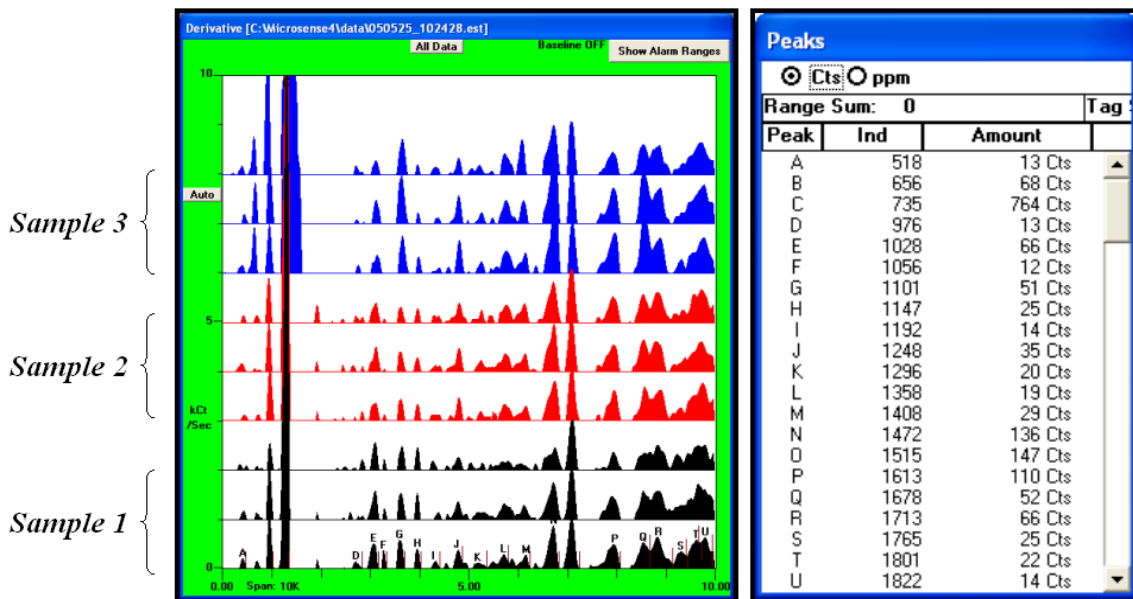 Derivative [C:\Microsense4\data\050525_102428.est]
All Data
Baseline OFF
Show Alarm Ranges
10
Auto
5
kCt
/Sec
0
0.00
Span: 10K
5.00
10.00
A
D
E
F
G
H
I
J
K
L
M
N
P
Q
R
S
T
U
Sample 3
Sample 2
Sample 1
Peaks
Cts ppm
Range Sum: 0 Tag
Peak Ind Amount
A 518 13 Cts
B 656 68 Cts
C 735 764 Cts
D 976 13 Cts
E 1028 66 Cts
F 1056 12 Cts
G 1101 51 Cts
H 1147 25 Cts
I 1192 14 Cts
J 1248 35 Cts
K 1296 20 Cts
L 1358 19 Cts
M 1408 29 Cts
N 1472 136 Cts
O 1515 147 Cts
P 1613 110 Cts
Q 1678 52 Cts
R 1713 66 Cts
S 1765 25 Cts
T 1801 22 Cts
U 1822 14 Cts